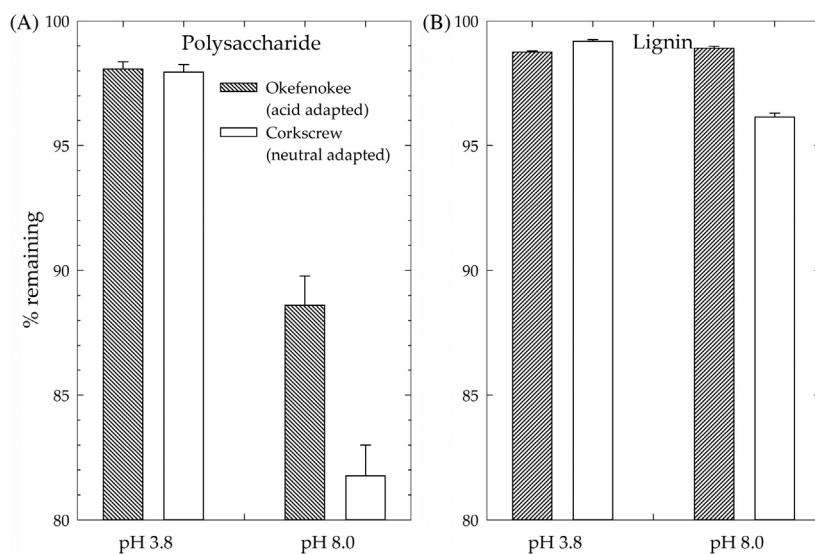 (A)
Polysaccharide
Okefenokee
(acid adapted)
Corkscrew
(neutral adapted)
% remaining
100
95
90
85
80
pH 3.8
pH 8.0
(B)
Lignin
100
95
90
85
80
pH 3.8
pH 8.0